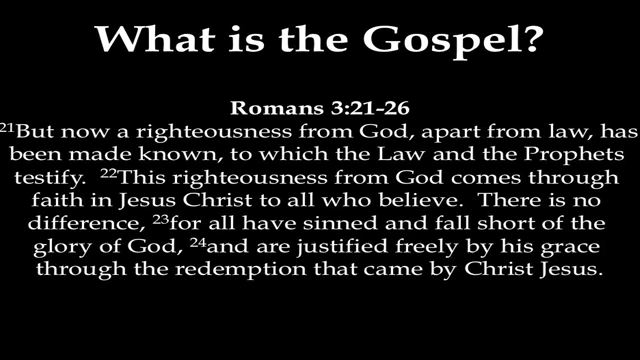 What is the Gospel?
Romans 3:21-26
21But now a righteousness from God, apart from law, has
been made known, to which the Law and the Prophets
testify.  22This righteousness from God comes through
faith in Jesus Christ to all who believe.  There is no
difference, 23for all have sinned and fall short of the
glory of God, 24and are justified freely by his grace
through the redemption that came by Christ Jesus.